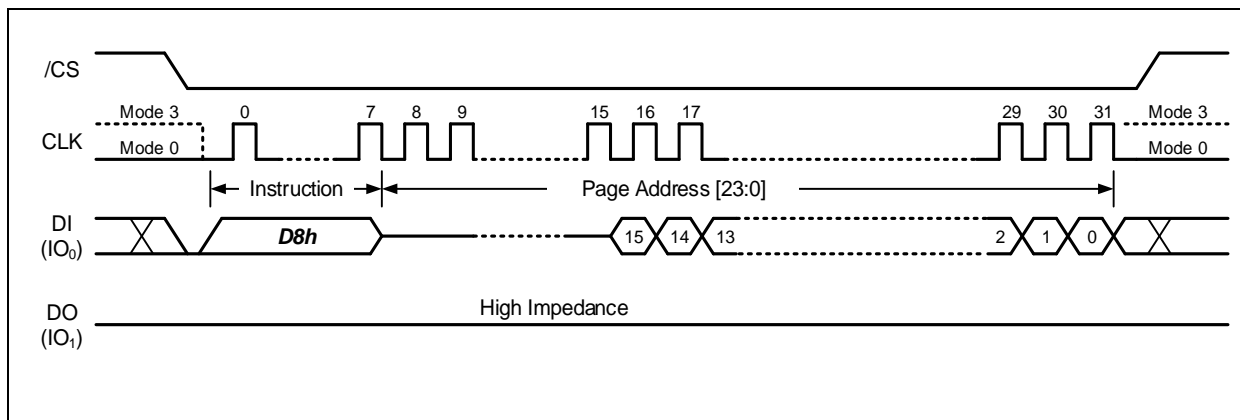 /CS
Mode 3 0 7 8 9 15 16 17 29 30 31 Mode 3
CLK
Mode 0 Mode 0
Instruction Page Address [23:0]
DI
D8h 15 14 13 2 1 0
(IO₀)
High Impedance
DO
(IO₁)